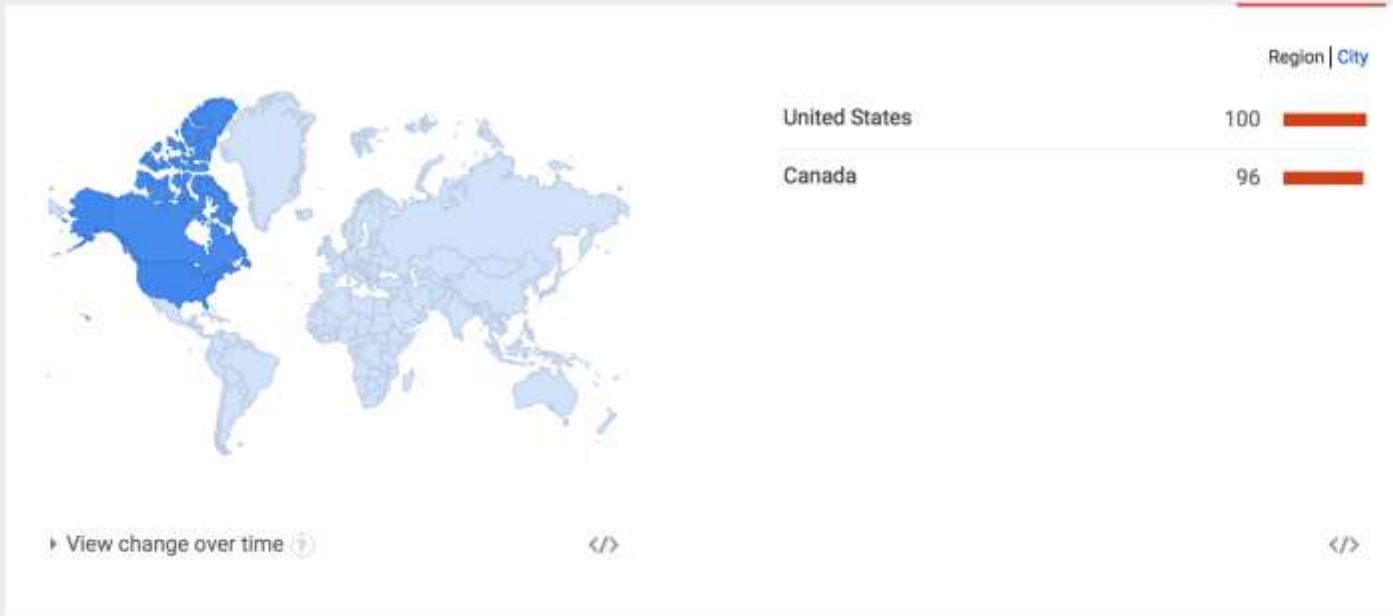 Region | City
United States 100
Canada 96
View change over time ?
</> </>